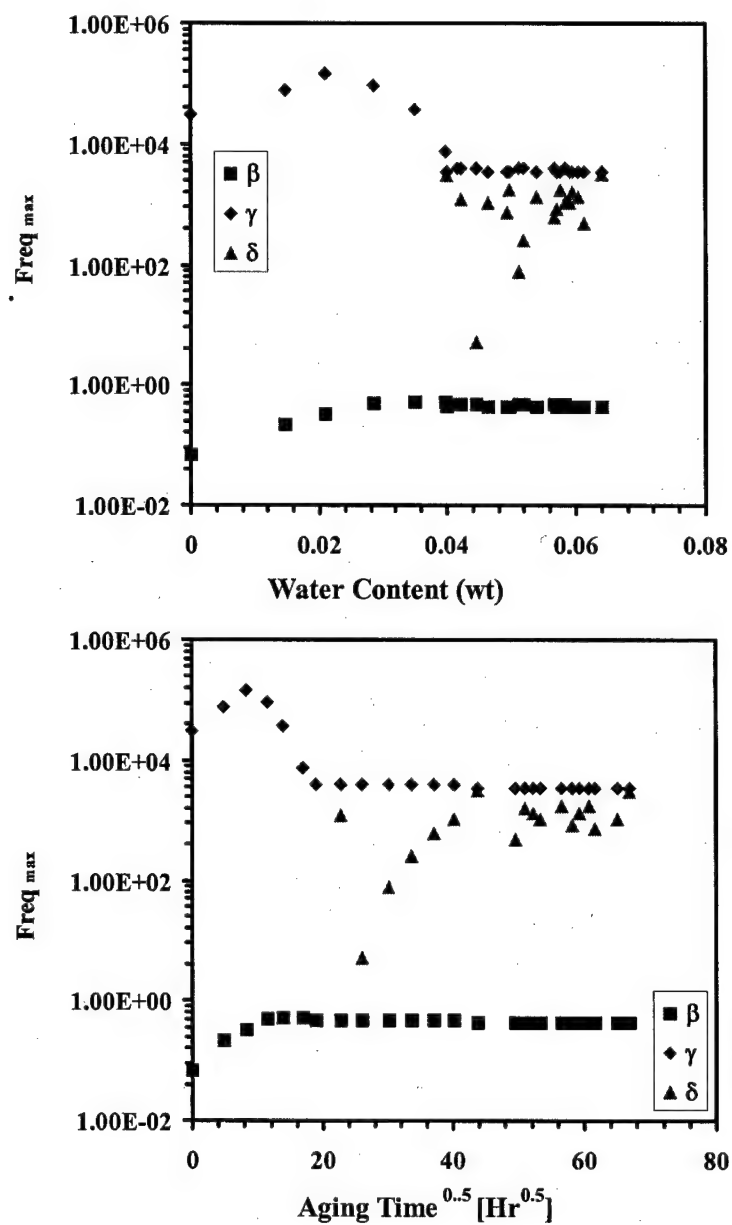 1.00E+06
1.00E+04
1.00E+02
1.00E+00
1.00E-02
Freq max
β
γ
δ
0 0.02 0.04 0.06 0.08
Water Content (wt)
1.00E+06
1.00E+04
1.00E+02
1.00E+00
1.00E-02
Freq max
β
γ
δ
0 20 40 60 80
Aging Time 0..5 [Hr0.5]